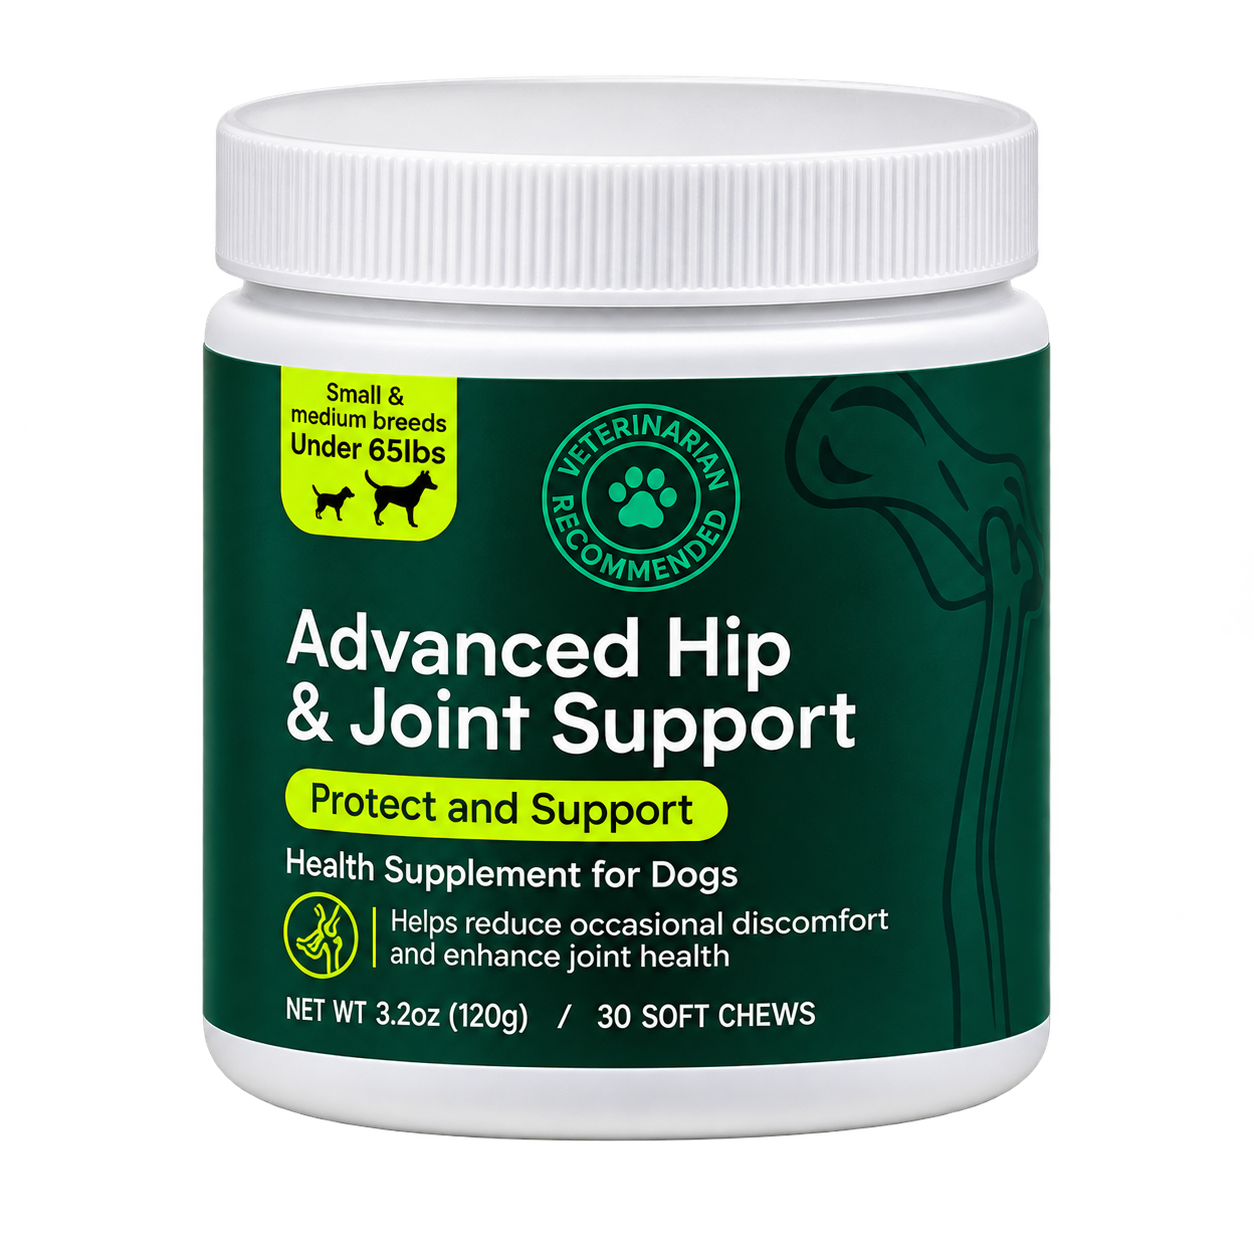 Small &
medium breeds
Under 65lbs
VETERINARIAN
RECOMMENDED
Advanced Hip
& Joint Support
Protect and Support
Health Supplement for Dogs
Helps reduce occasional discomfort
and enhance joint health
NET WT 3.2oz (120g) / 30 SOFT CHEWS